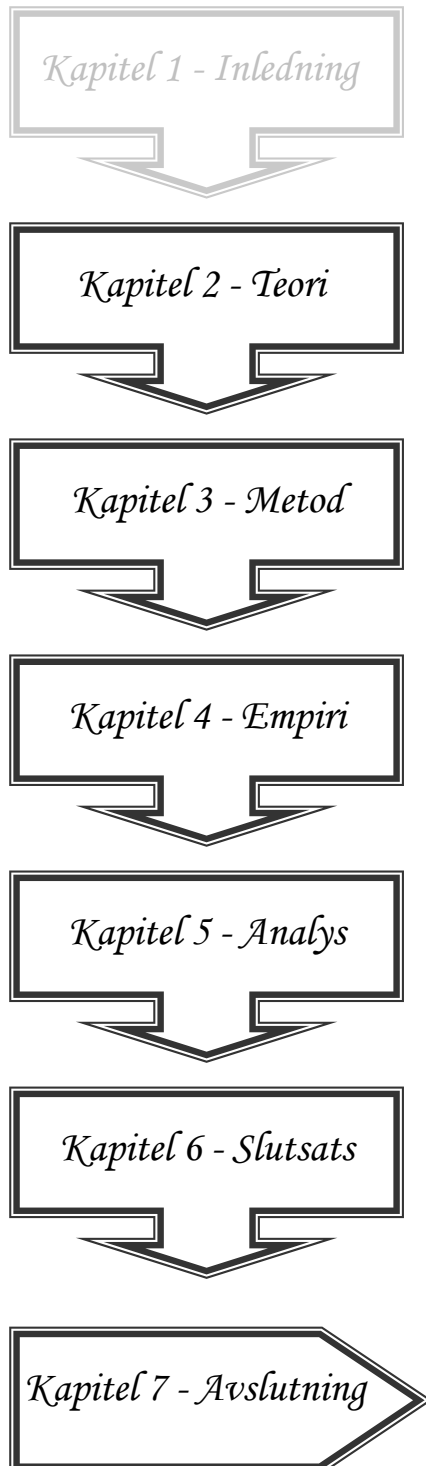 Kapitel 1 - Inledning
Kapitel 2 - Teori
Kapitel 3 - Metod
Kapitel 4 - Empiri
Kapitel 5 - Analys
Kapitel 6 - Slutsats
Kapitel 7 - Avslutning